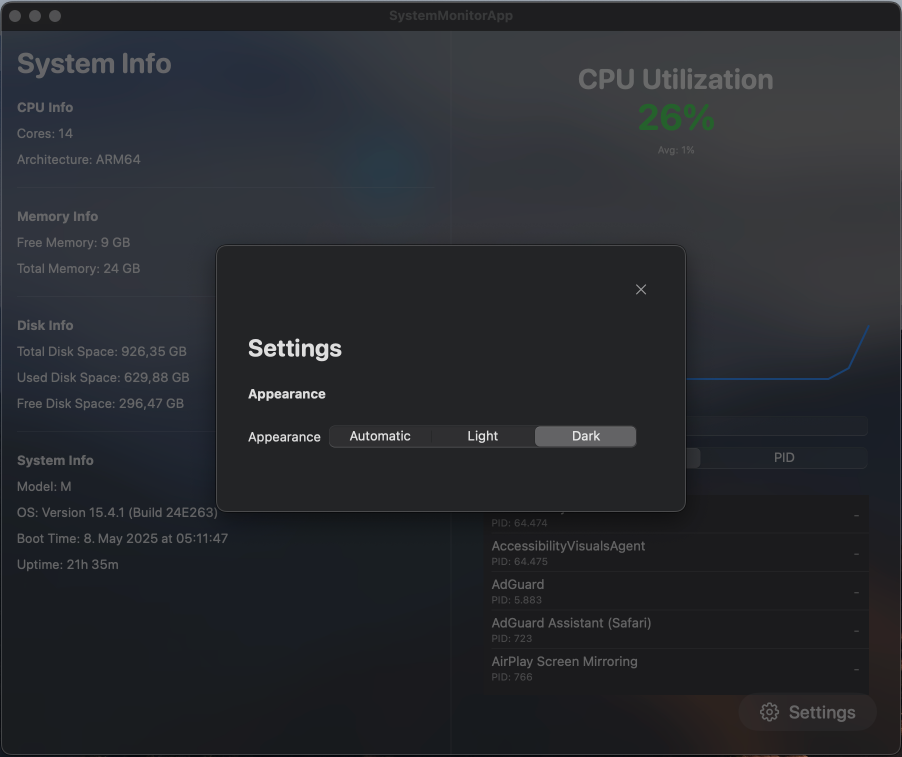 SystemMonitorApp
System Info
CPU Info
Cores: 14
Architecture: ARM64
Memory Info
Free Memory: 9 GB
Total Memory: 24 GB
Disk Info
Total Disk Space: 926,35 GB
Used Disk Space: 629,88 GB
Free Disk Space: 296,47 GB
System Info
Model: M
OS: Version 15.4.1 (Build 24E263)
Boot Time: 8. May 2025 at 05:11:47
Uptime: 21h 35m
CPU Utilization
26%
Avg: 1%
Settings
Appearance
Appearance Automatic Light Dark
PID
PID: 64.474
–
AccessibilityVisualsAgent
PID: 64.475
–
AdGuard
PID: 5.883
–
AdGuard Assistant (Safari)
PID: 723
–
AirPlay Screen Mirroring
PID: 766
–
Settings